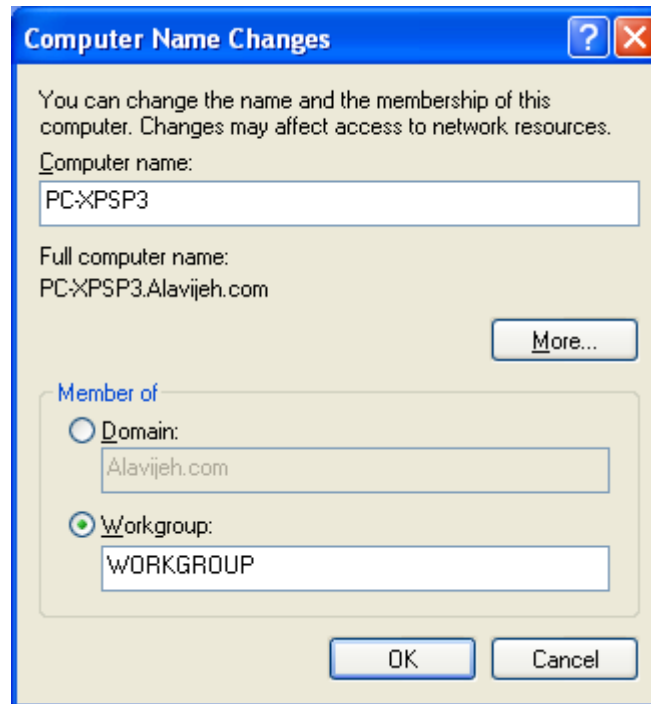 Computer Name Changes
You can change the name and the membership of this
computer. Changes may affect access to network resources.
Computer name:
PC-XPSP3
Full computer name:
PC-XPSP3.Alavijeh.com
More...
Member of
Domain:
Alavijeh.com
Workgroup:
WORKGROUP
OK Cancel